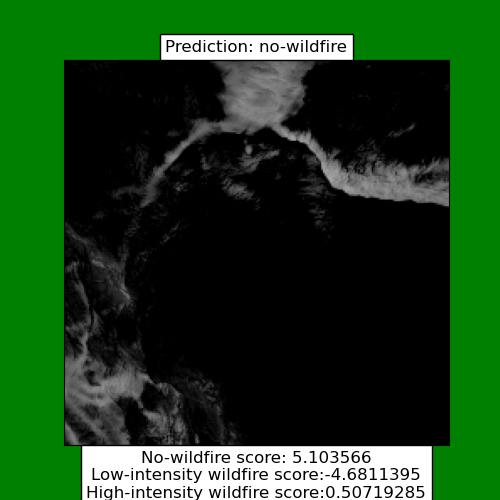 Prediction: no-wildfire
No-wildfire score: 5.103566
Low-intensity wildfire score:-4.6811395
High-intensity wildfire score:0.50719285